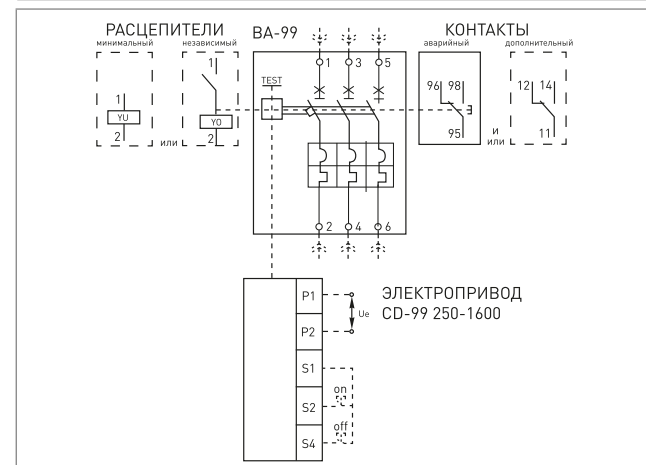 РАСЦЕПИТЕЛИ
минимальный
независимый
ВА-99
КОНТАКТЫ
аварийный
дополнительный
1 3 5
TEST
1
YU
2
или
1
YO
2
96 98
95
и
или
12 14
11
2 4 6
P1
P2
Ue
ЭЛЕКТРОПРИВОД
CD-99 250-1600
S1
on
S2
off
S4